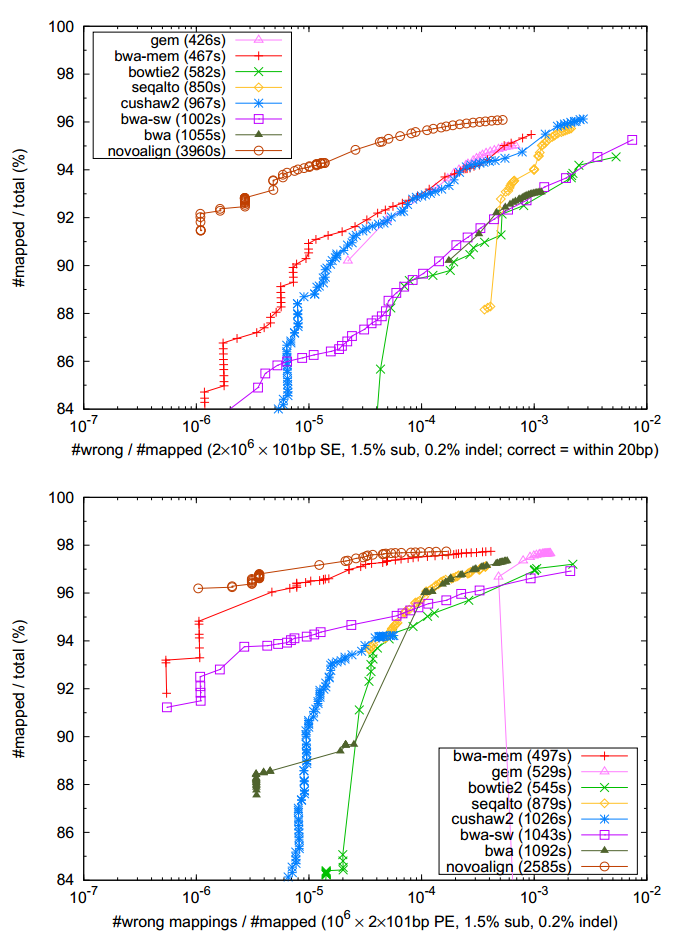 100
98
96
94
92
90
88
86
84
#mapped / total (%)
gem (426s)
bwa-mem (467s)
bowtie2 (582s)
seqalto (850s)
cushaw2 (967s)
bwa-sw (1002s)
bwa (1055s)
novoalign (3960s)
10⁻⁷ 10⁻⁶ 10⁻⁵ 10⁻⁴ 10⁻³ 10⁻²
#wrong / #mapped (2×10⁶ × 101bp SE, 1.5% sub, 0.2% indel; correct = within 20bp)
100
98
96
94
92
90
88
86
84
#mapped / total (%)
bwa-mem (497s)
gem (529s)
bowtie2 (545s)
seqalto (879s)
cushaw2 (1026s)
bwa-sw (1043s)
bwa (1092s)
novoalign (2585s)
10⁻⁷ 10⁻⁶ 10⁻⁵ 10⁻⁴ 10⁻³ 10⁻²
#wrong mappings / #mapped (10⁶ × 2×101bp PE, 1.5% sub, 0.2% indel)